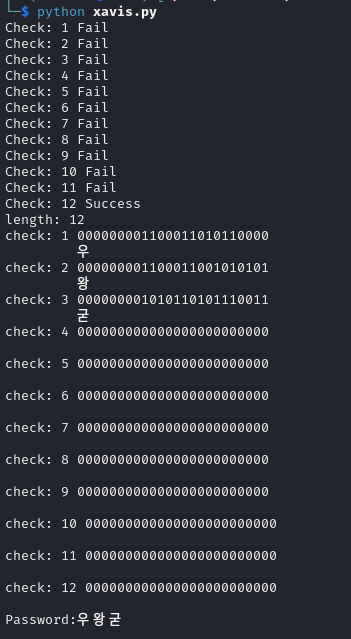 └─$ python xavis.py
Check: 1 Fail
Check: 2 Fail
Check: 3 Fail
Check: 4 Fail
Check: 5 Fail
Check: 6 Fail
Check: 7 Fail
Check: 8 Fail
Check: 9 Fail
Check: 10 Fail
Check: 11 Fail
Check: 12 Success
length: 12
check: 1 000000001100011010110000
우
check: 2 000000001100011001010101
왕
check: 3 000000001010110101110011
굳
check: 4 000000000000000000000000
check: 5 000000000000000000000000
check: 6 000000000000000000000000
check: 7 000000000000000000000000
check: 8 000000000000000000000000
check: 9 000000000000000000000000
check: 10 000000000000000000000000
check: 11 000000000000000000000000
check: 12 000000000000000000000000
Password:우왕굳